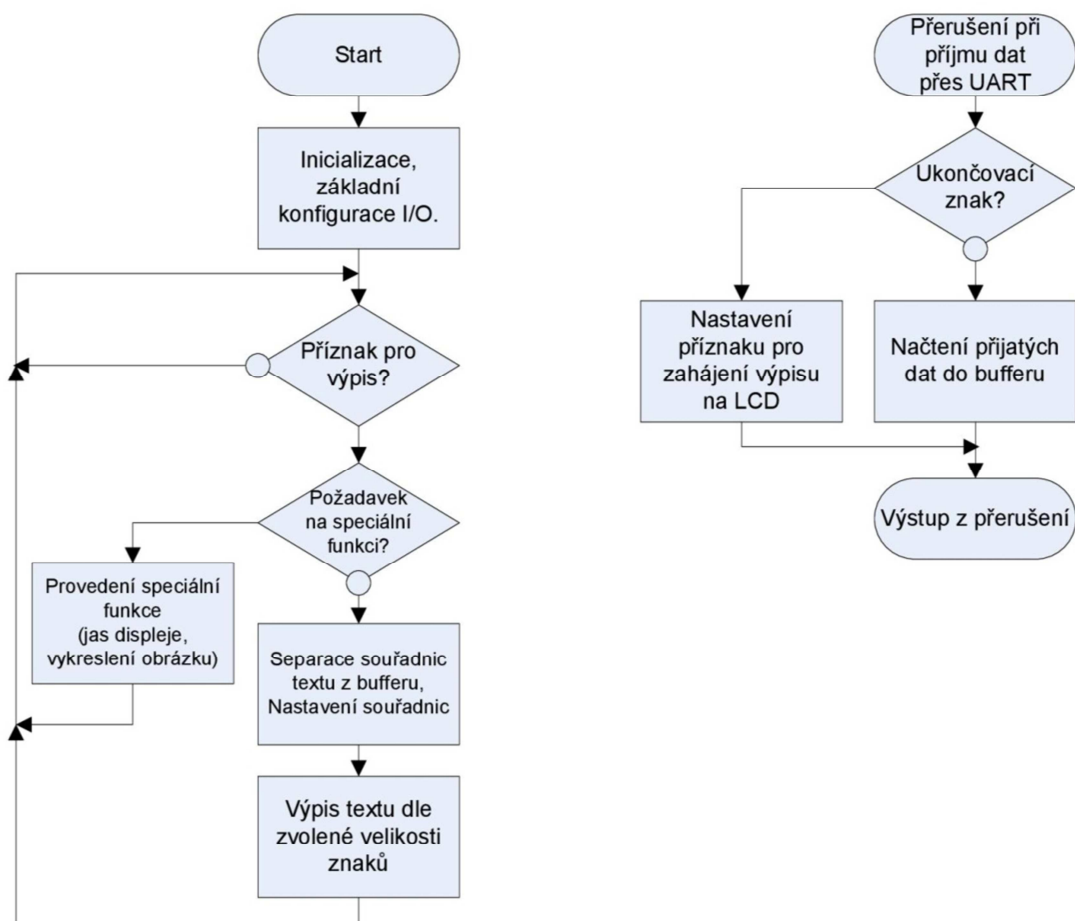 Start
Inicializace,
základní
konfigurace I/O.
Příznak pro
výpis?
Požadavek
na speciální
funkci?
Provedení speciální
funkce
(jas displeje,
vykreslení obrázku)
Separace souřadnic
textu z bufferu,
Nastavení souřadnic
Výpis textu dle
zvolené velikosti
znaků
Přerušení při
příjmu dat
přes UART
Ukončovací
znak?
Nastavení
příznaku pro
zahájení výpisu
na LCD
Načtení přijatých
dat do bufferu
Výstup z přerušení